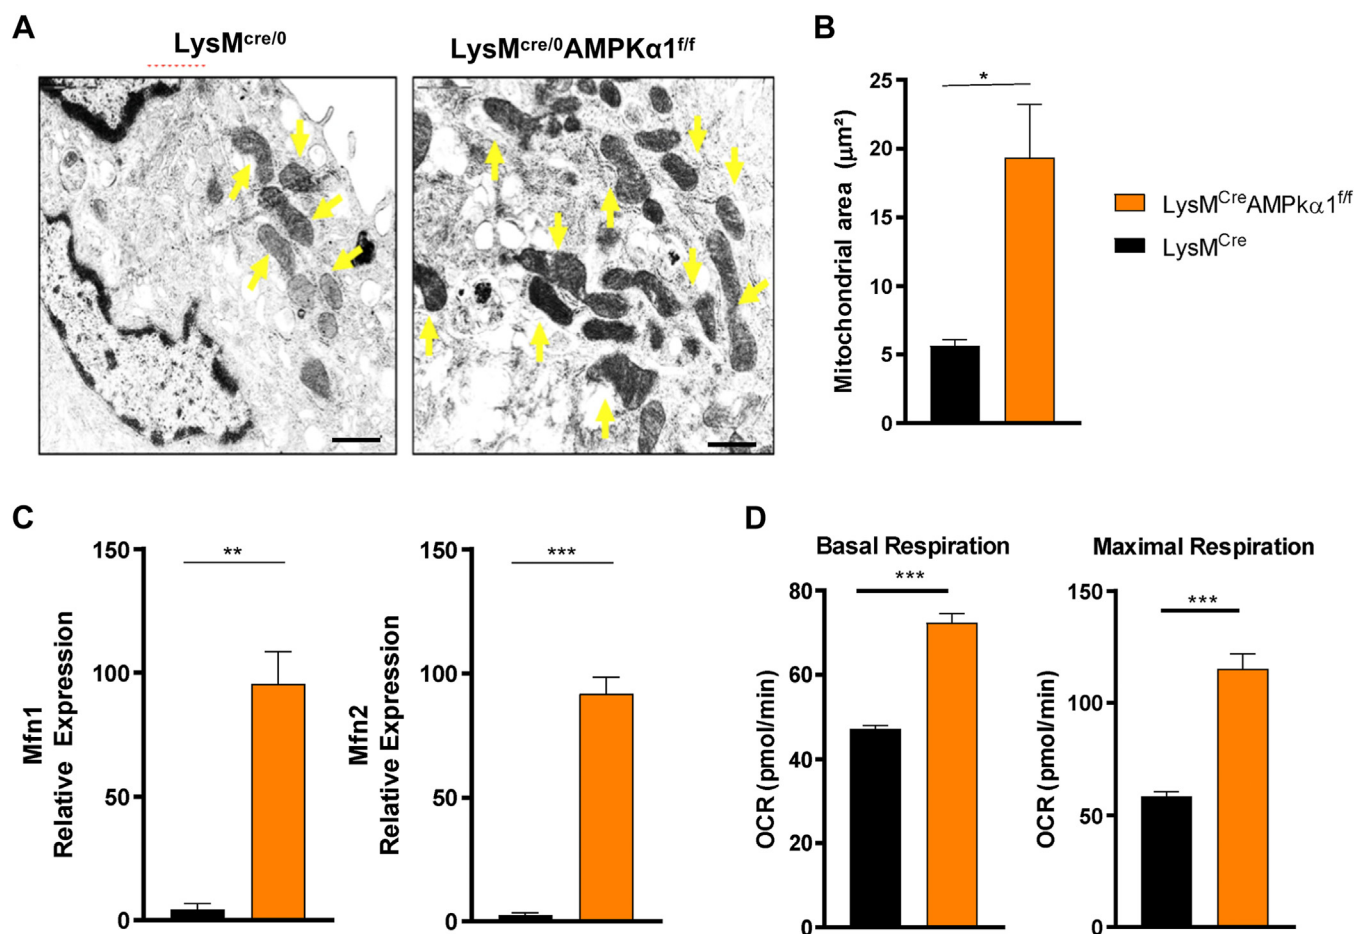 A
LysMcre/0
LysMcre/0AMPKα1f/f
B
Mitochondrial area (μm²)
25
20
15
10
5
0
*
LysMCreAMPkα1f/f
LysMCre
C
Mfn1
Relative Expression
150
100
50
0
**
Mfn2
Relative Expression
150
100
50
0
***
D
Basal Respiration
OCR (pmol/min)
80
60
40
20
0
***
Maximal Respiration
OCR (pmol/min)
150
100
50
0
***